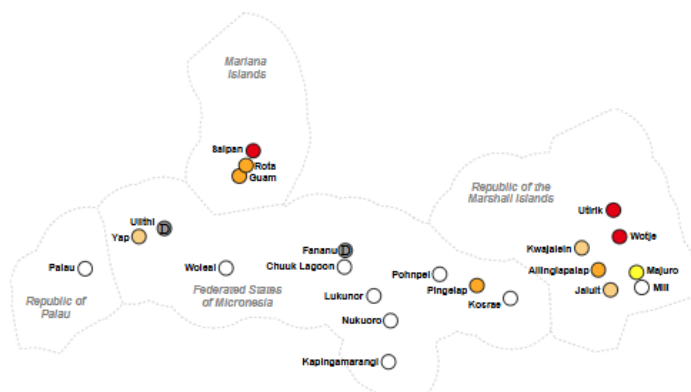 Mariana
Islands
Saipan
Rota
Guam
Republic of the
Marshall Islands
Utirik
Ulithi
D
Yap
Fananu
D
Wotje
Kwajalein
Palau
Woleai
Chuuk Lagoon
Pohnpei
Ailinglapalap
Majuro
Pingelap
Jaluit
Mili
Federated States
of Micronesia
Lukunor
Kosrae
Republic of
Palau
Nukuoro
Kapingamarangi